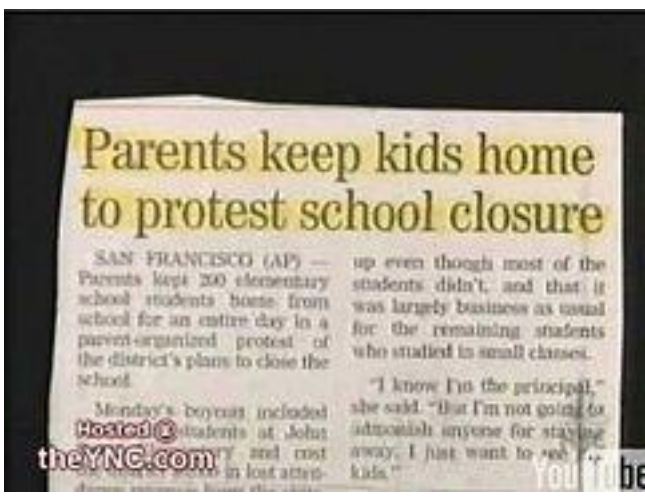 Parents keep kids home
to protest school closure
SAN FRANCISCO (AP) —
Parents kept 200 elementary
school students home from
school for an entire day in a
parent-organized protest of
the district's plans to close the
school.
Monday's boycott included
students at John
and cost
in lost atten-
up even though most of the
students didn't, and that it
was largely business as usual
for the remaining students
who studied in small classes.
"I know I'm the principal,"
she said. "But I'm not going to
admonish anyone for staying
away. I just want to see
kids."
Hosted @
theYNC.com
YouTube